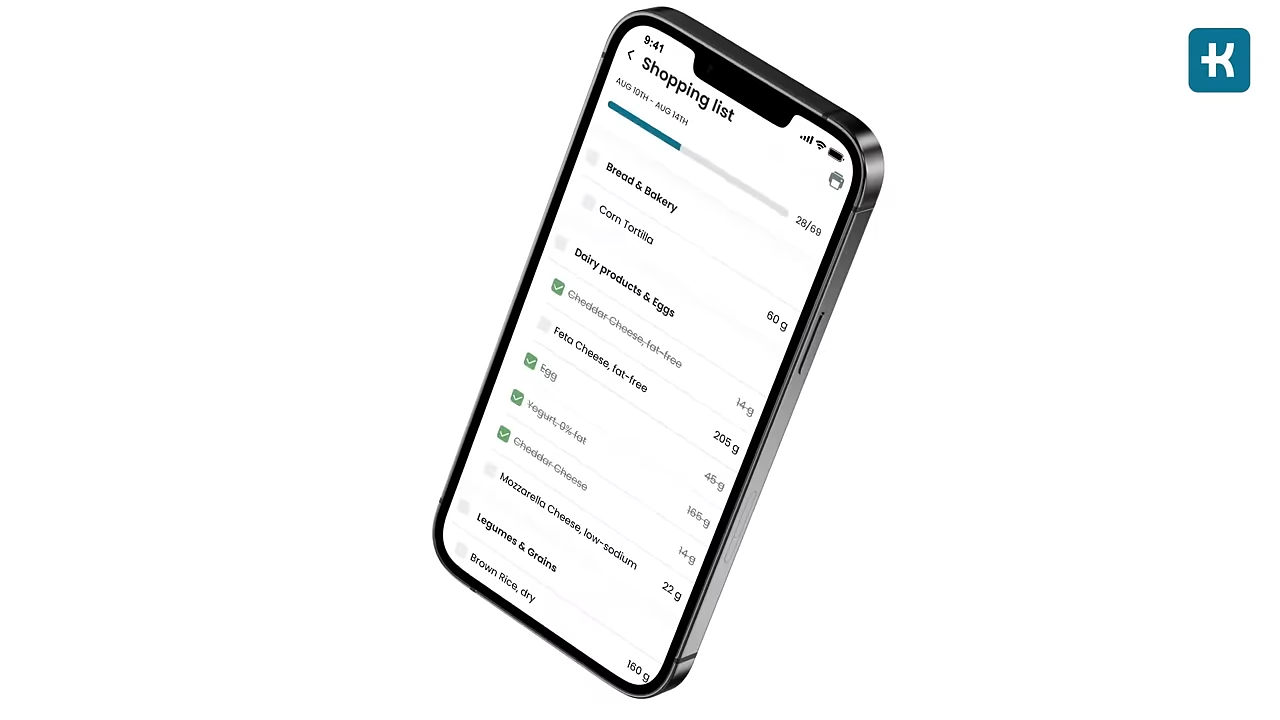 9:41
Shopping list
AUG 10TH - AUG 14TH
28/69
Bread & Bakery
Corn Tortilla
60 g
Dairy products & Eggs
Cheddar Cheese, fat-free
14 g
Feta Cheese, fat-free
205 g
Egg
45 g
Yogurt, 0% fat
165 g
Cheddar Cheese
14 g
Mozzarella Cheese, low-sodium
22 g
Legumes & Grains
Brown Rice, dry
160 g
K